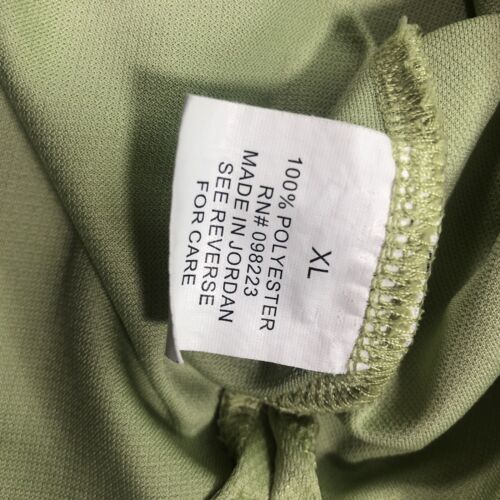 XL
100% POLYESTER
RN# 098223
MADE IN JORDAN
SEE REVERSE
FOR CARE